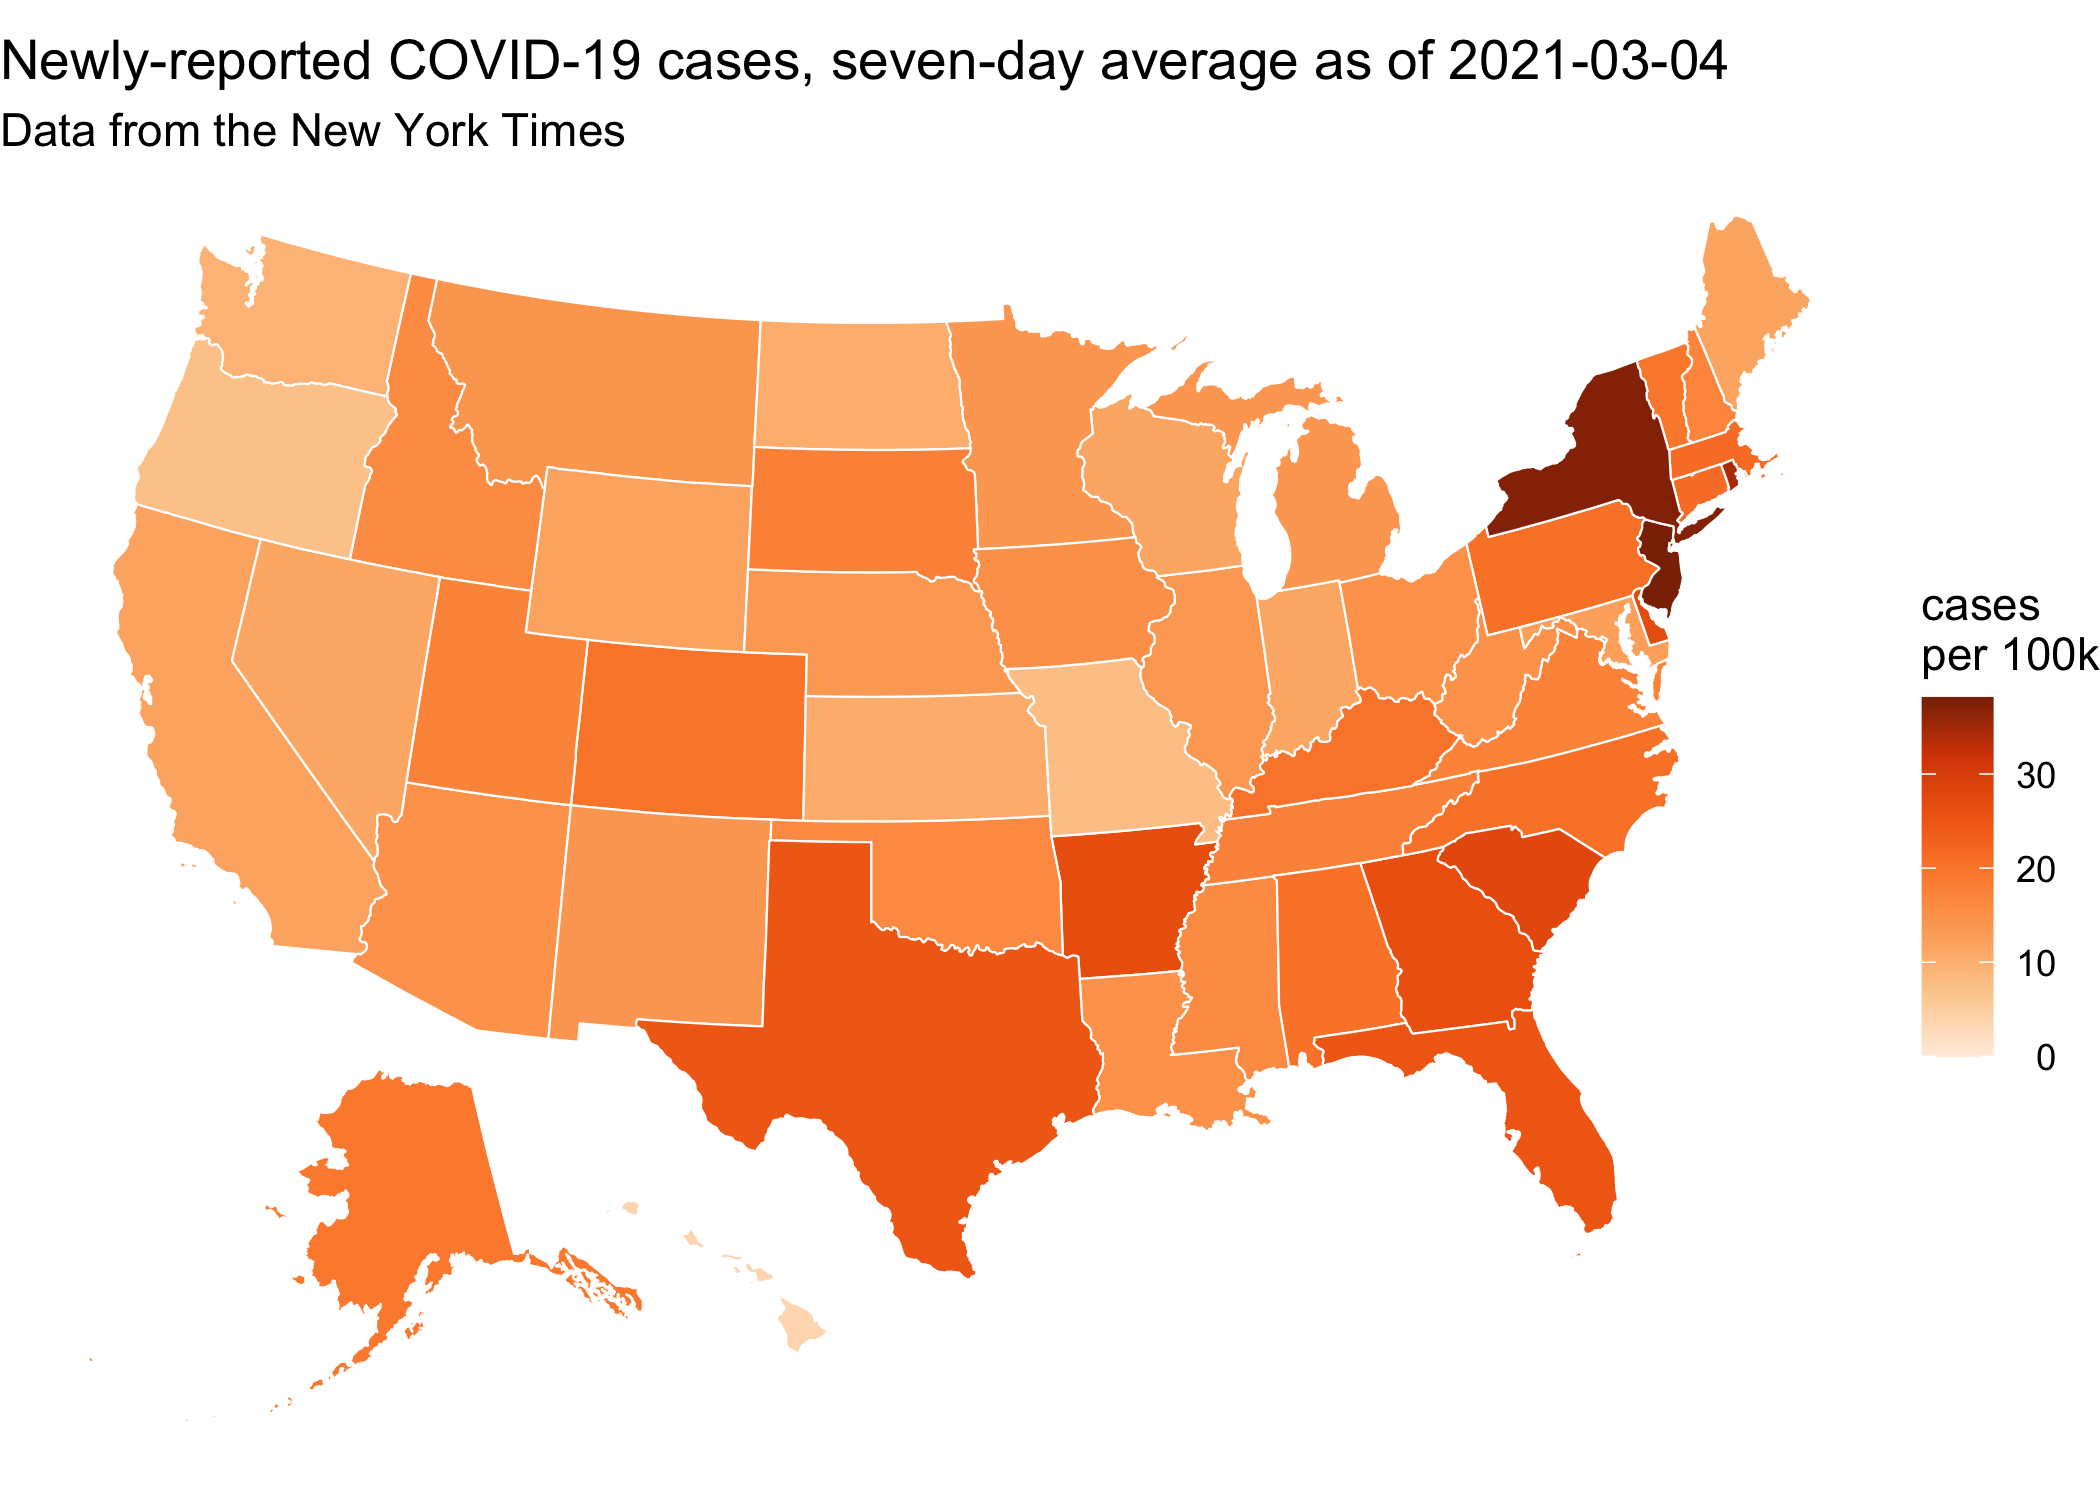 Newly-reported COVID-19 cases, seven-day average as of 2021-03-04
Data from the New York Times
cases
per 100k
30
20
10
0